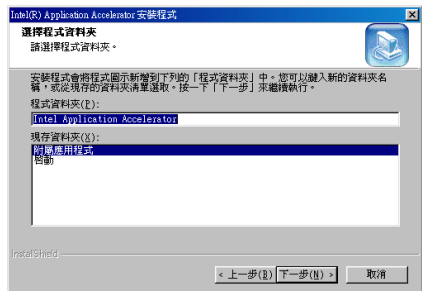 Intel(R) Application Accelerator 安裝程式
選擇程式資料夾
請選擇程式資料夾。
安裝程式會將程式圖示新增到下列的「程式資料夾」中。您可以鍵入新的資料夾名
稱，或從現存的資料夾清單選取。按一下「下一步」來繼續執行。
程式資料夾(P):
Intel Application Accelerator
現存資料夾(X):
附屬應用程式
啓動
InstallShield
< 上一步(B)
下一步(N) >
取消